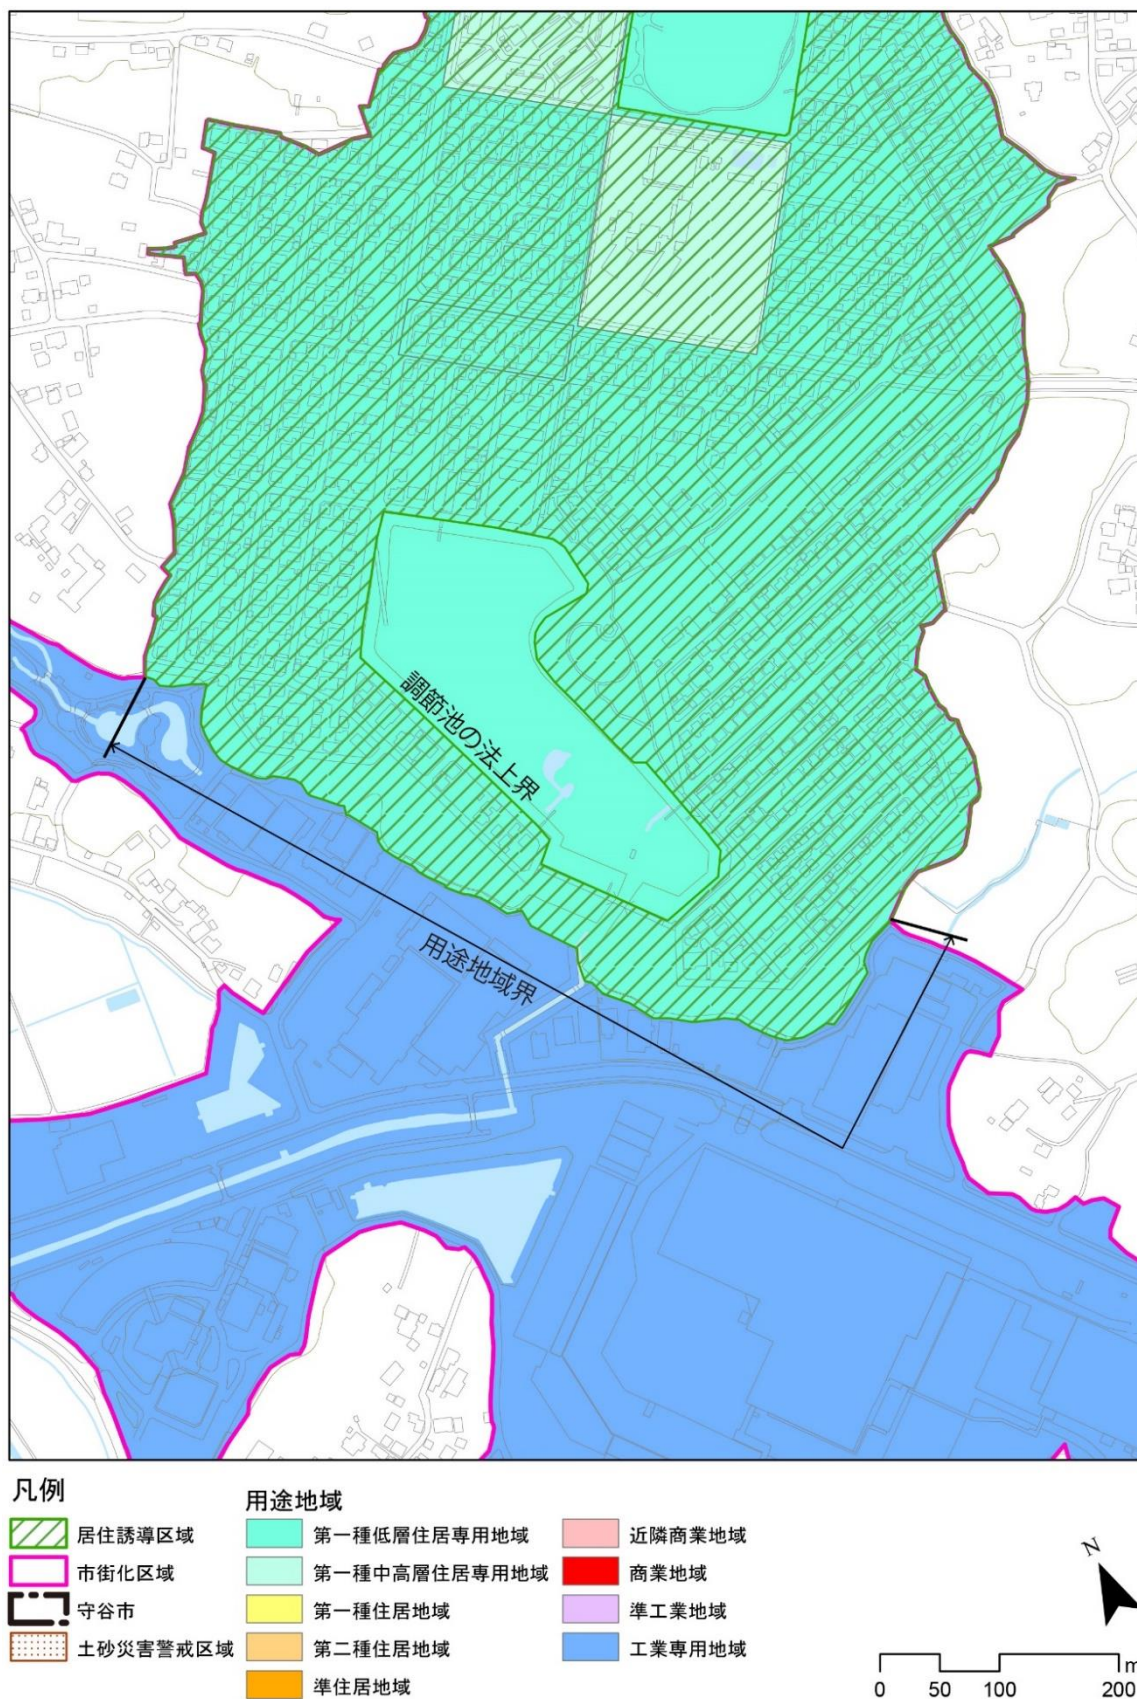 調節池の法上界
用途地域界
凡例
居住誘導区域
市街化区域
守谷市
土砂災害警戒区域
用途地域
第一種低層住居専用地域
第一種中高層住居専用地域
第一種住居地域
第二種住居地域
準住居地域
近隣商業地域
商業地域
準工業地域
工業専用地域
N
m
0 50 100 200